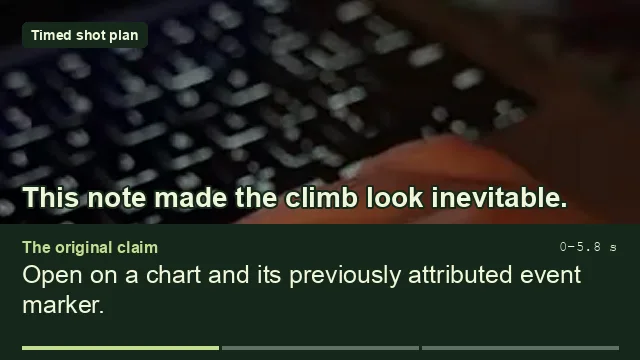 Timed shot plan
This note made the climb look inevitable.
The original claim
0–5.8 s
Open on a chart and its previously attributed event
marker.